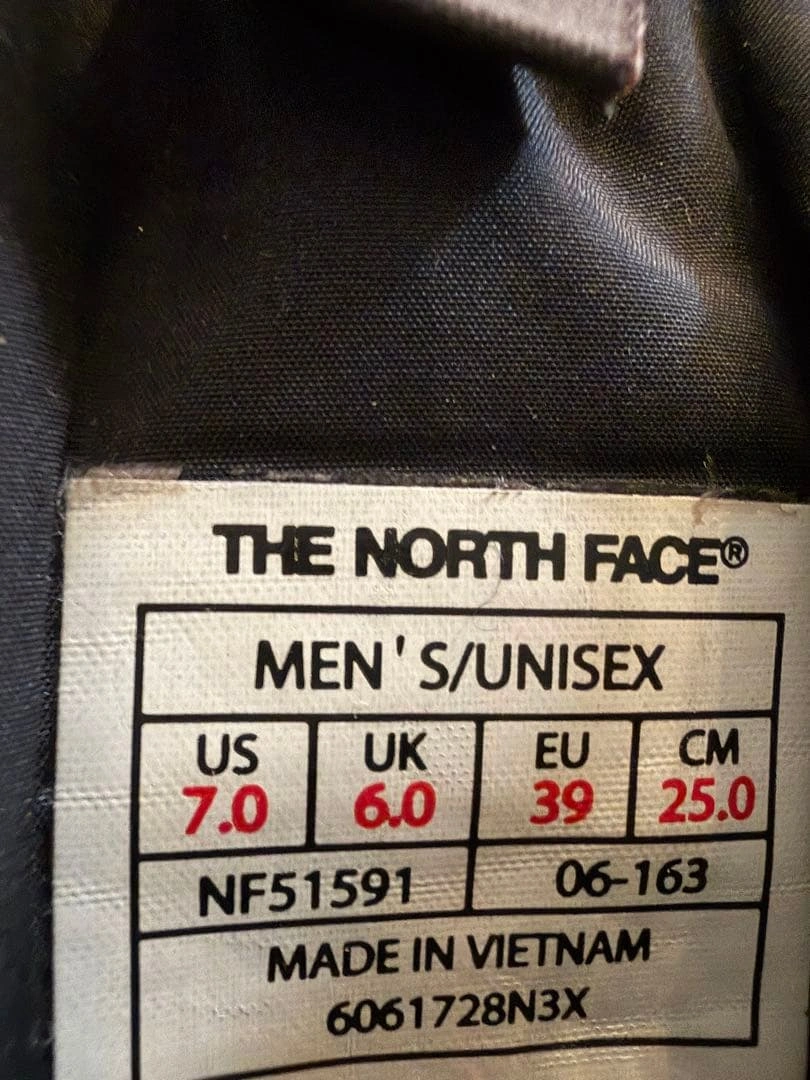 THE NORTH FACE®
MEN'S/UNISEX
US UK EU CM
7.0 6.0 39 25.0
NF51591 06-163
MADE IN VIETNAM
6061728N3X